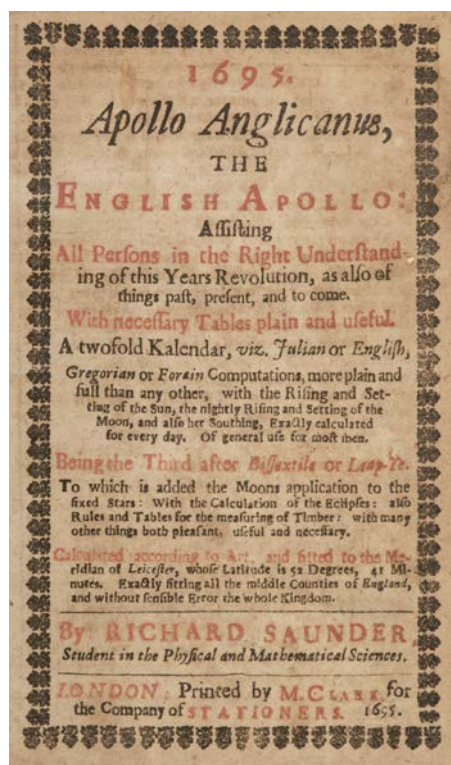 1695.
Apollo Anglicanus,
THE
ENGLISH APOLLO:
Aſſiſting
All Perſons in the Right Underſtand-
ing of this Years Revolution, as alſo of
things paſt, preſent, and to come.
With neceſſary Tables plain and uſeful.
A twofold Kalendar, viz. Julian or Engliſh,
Gregorian or Forain Computations, more plain and
full than any other, with the Riſing and Set-
ting of the Sun, the nightly Riſing and Setting of the
Moon, and alſo her Southing, Exactly calculated
for every day. Of general uſe for moſt men.
Being the Third after Biſſextile or Leap-Ye.
To which is added the Moons application to the
fixed Stars: With the Calculation of the Eclipſes: alſo
Rules and Tables for the meaſuring of Timber: with many
other things both pleaſant, uſeful and neceſſary.
Calculated according to Art, and fitted to the Me-
ridian of Leiceſter, whoſe Latitude is 52 Degrees, 41 Mi-
nutes. Exactly fitting all the middle Counties of England,
and without ſenſible Error the whole Kingdom.
By RICHARD SAUNDER,
Student in the Phyſical and Mathematical Sciences.
LONDON, Printed by M. CLARK, for
the Company of STATIONERS. 1695.